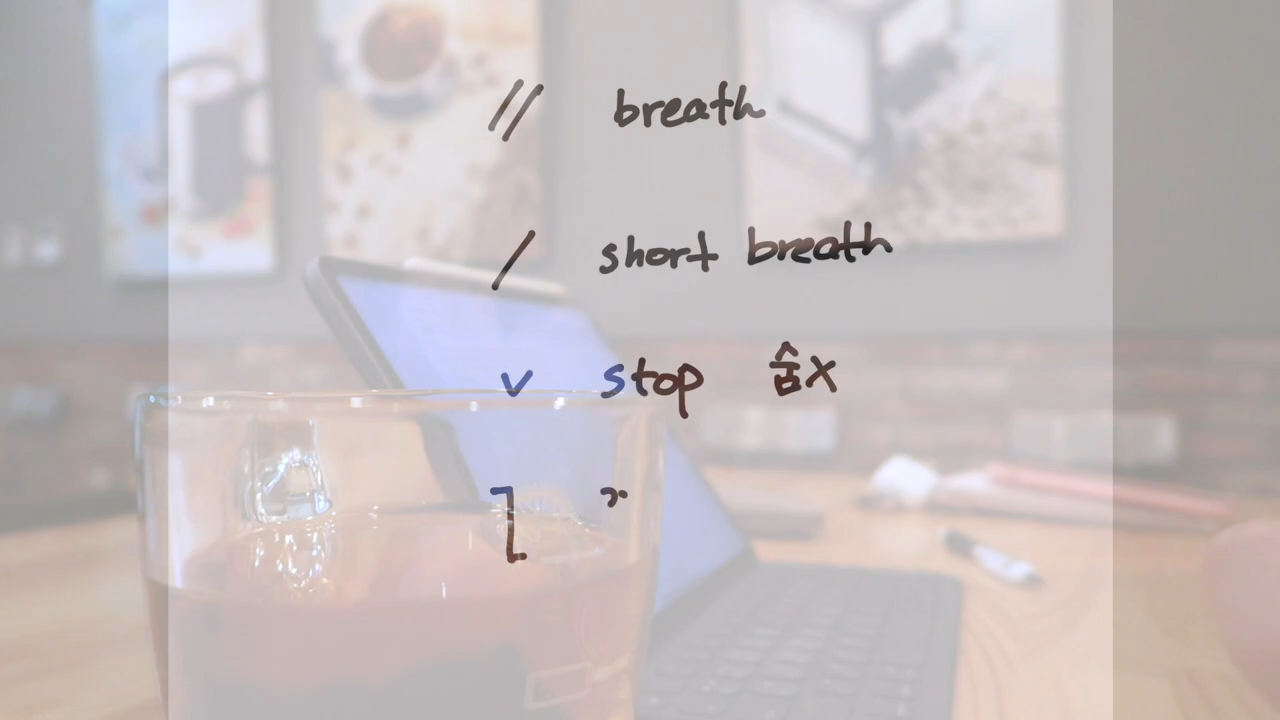 // breath
/ short breath
v stop 숨X
]